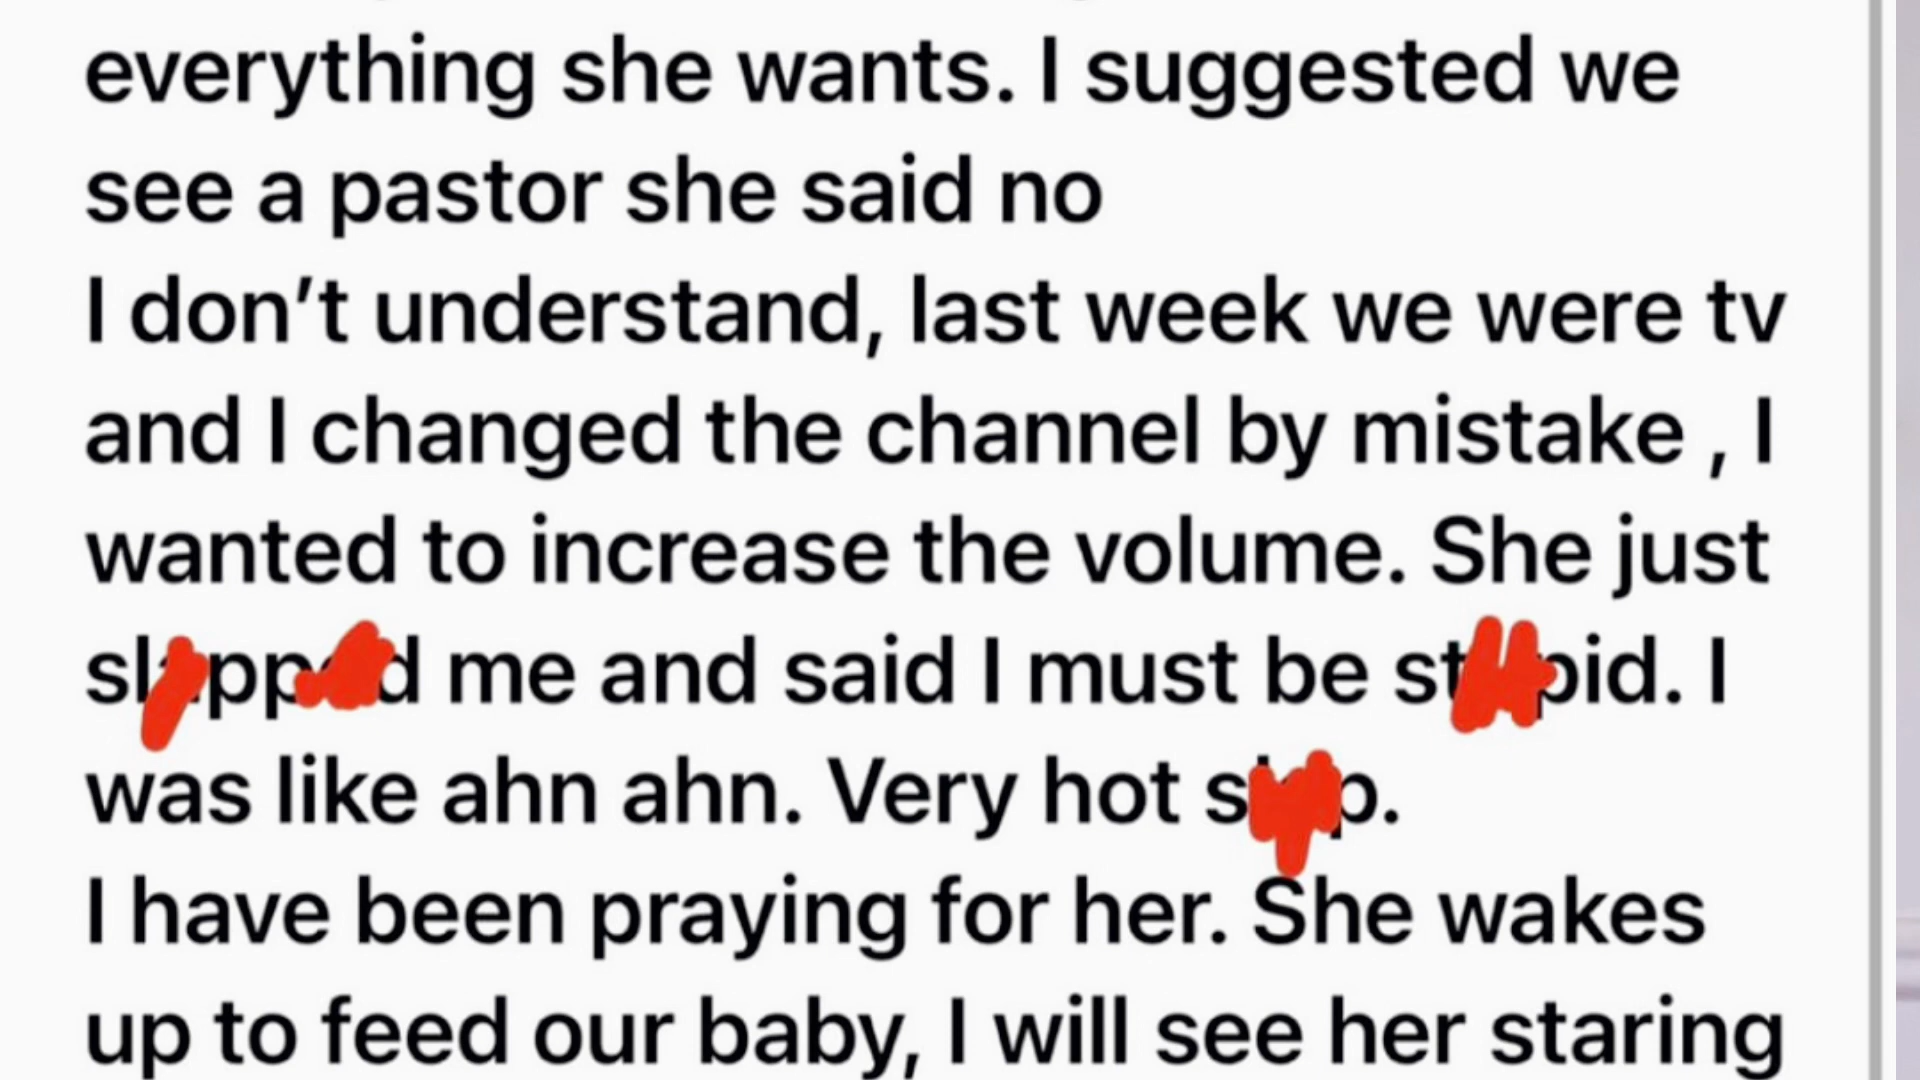 everything she wants. I suggested we
see a pastor she said no
I don't understand, last week we were tv
and I changed the channel by mistake , I
wanted to increase the volume. She just
me and said I must be I
was like ahn ahn. Very hot
I have been praying for her. She wakes
up to feed our baby, I will see her staring